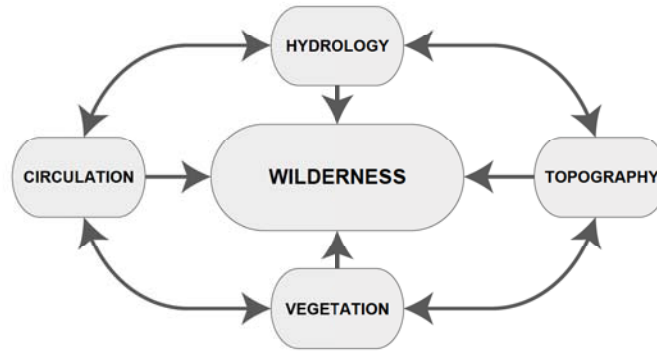 HYDROLOGY
CIRCULATION
WILDERNESS
TOPOGRAPHY
VEGETATION